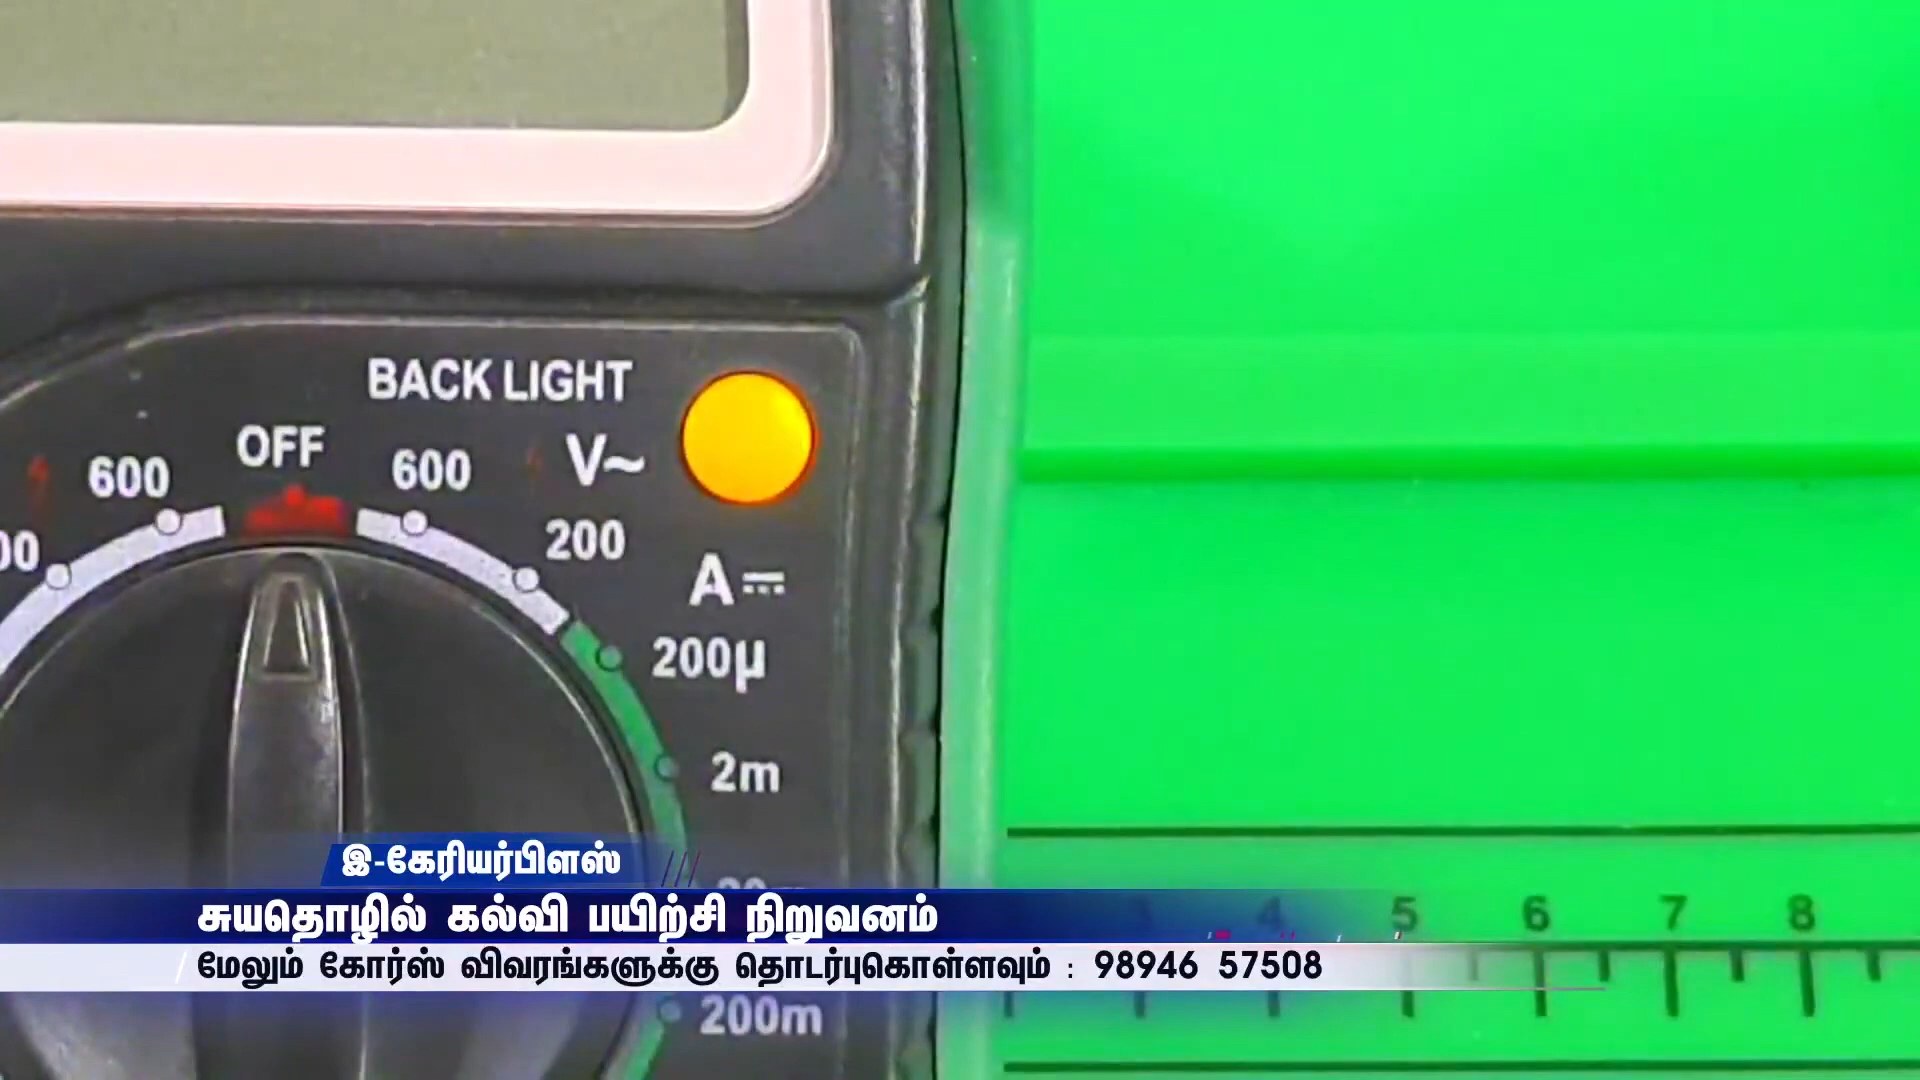 BACK LIGHT
OFF
600
600
V~
200
A⎓
200µ
2m
200m
இ-கேரியர்பிளஸ்
சுயதொழில் கல்வி பயிற்சி நிறுவனம்
மேலும் கோர்ஸ் விவரங்களுக்கு தொடர்புகொள்ளவும் : 98946 57508
4 5 6 7 8